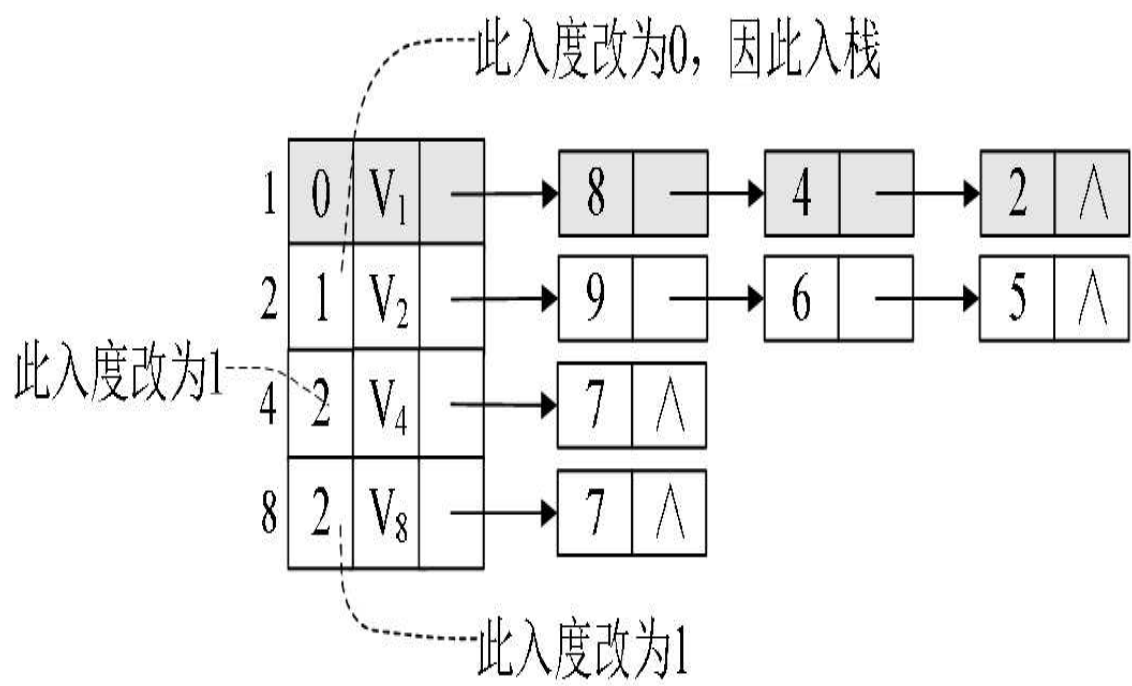 此入度改为0，因此入栈
1 0 V₁ 8 4 2 ∧
2 1 V₂ 9 6 5 ∧
此入度改为1
4 2 V₄ 7 ∧
8 2 V₈ 7 ∧
此入度改为1